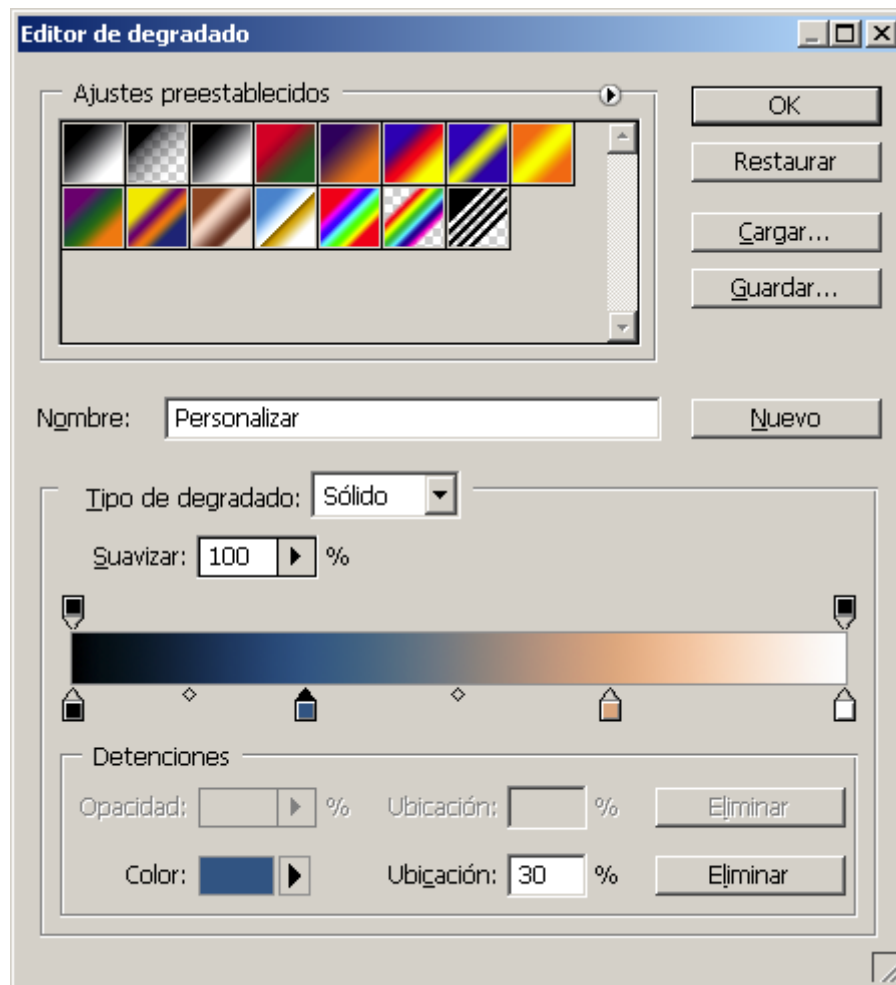 Editor de degradado
Ajustes preestablecidos
OK
Restaurar
Cargar...
Guardar...
Nombre: Personalizar Nuevo
Tipo de degradado: Sólido
Suavizar: 100 %
Detenciones
Opacidad: % Ubicación: % Eliminar
Color: Ubicación: 30 % Eliminar